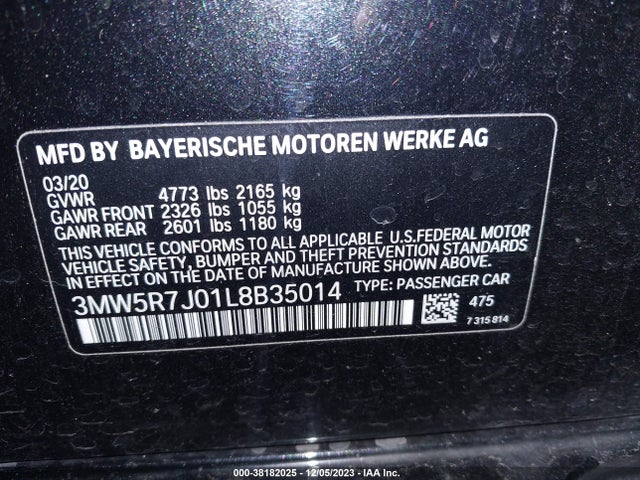 MFD BY BAYERISCHE MOTOREN WERKE AG
03/20
GVWR 4773 lbs 2165 kg
GAWR FRONT 2326 lbs 1055 kg
GAWR REAR 2601 lbs 1180 kg
THIS VEHICLE CONFORMS TO ALL APPLICABLE U.S.FEDERAL MOTOR
VEHICLE SAFETY, BUMPER AND THEFT PREVENTION STANDARDS
IN EFFECT ON THE DATE OF MANUFACTURE SHOWN ABOVE.
3MW5R7J01L8B35014 TYPE: PASSENGER CAR
475
7 315 814
000-38182025 - 12/05/2023 - IAA Inc.